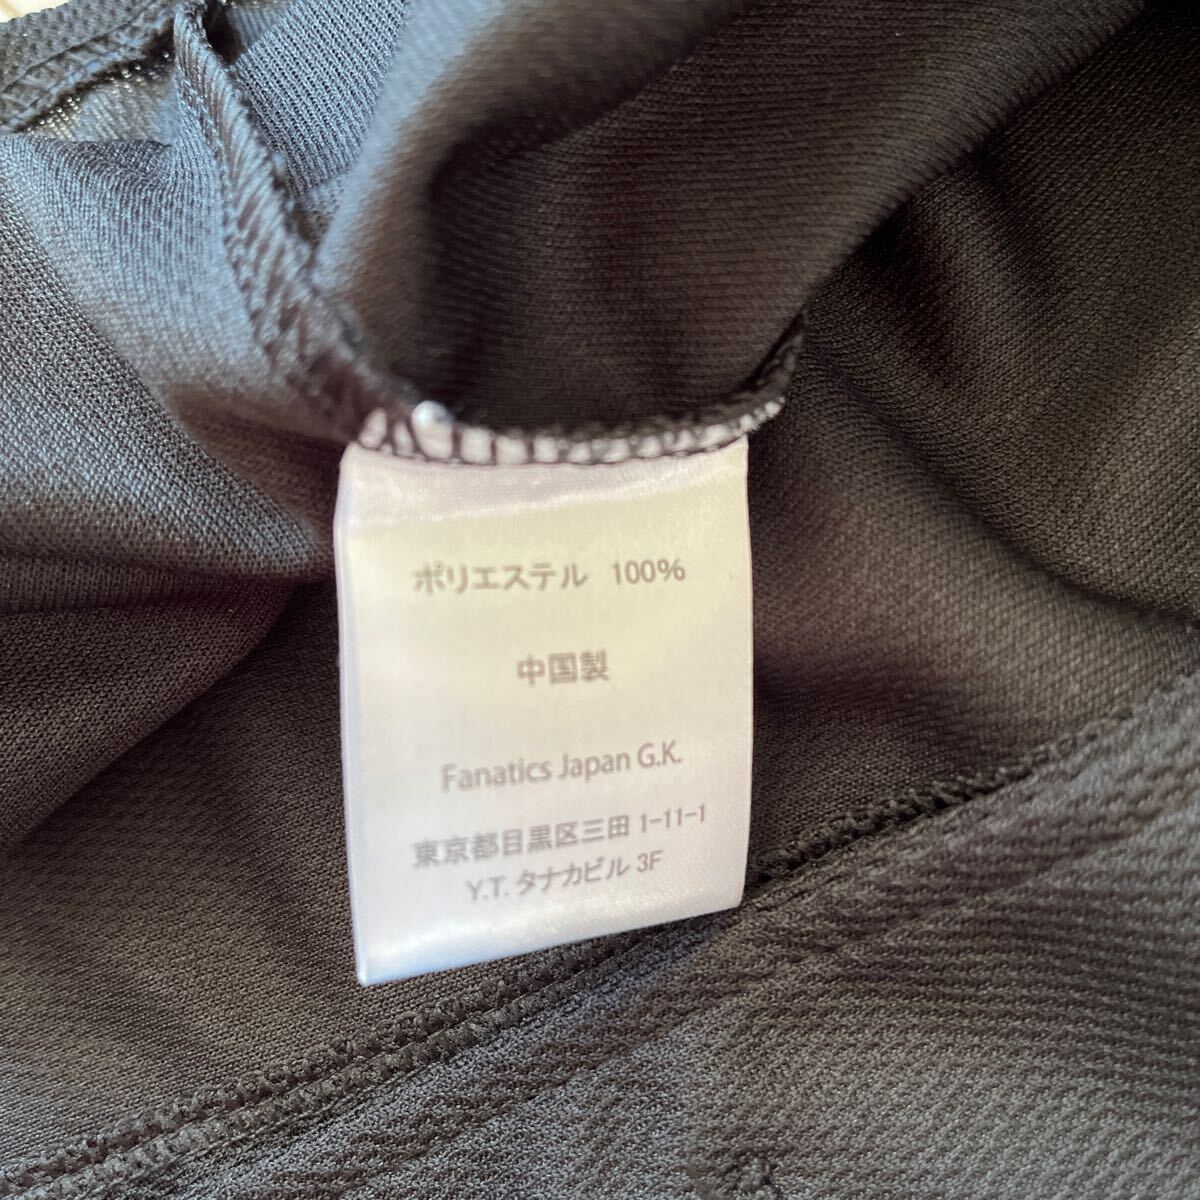 ポリエステル 100%
中国製
Fanatics Japan G.K.
東京都目黒区三田 1-11-1
Y.T. タナカビル 3F